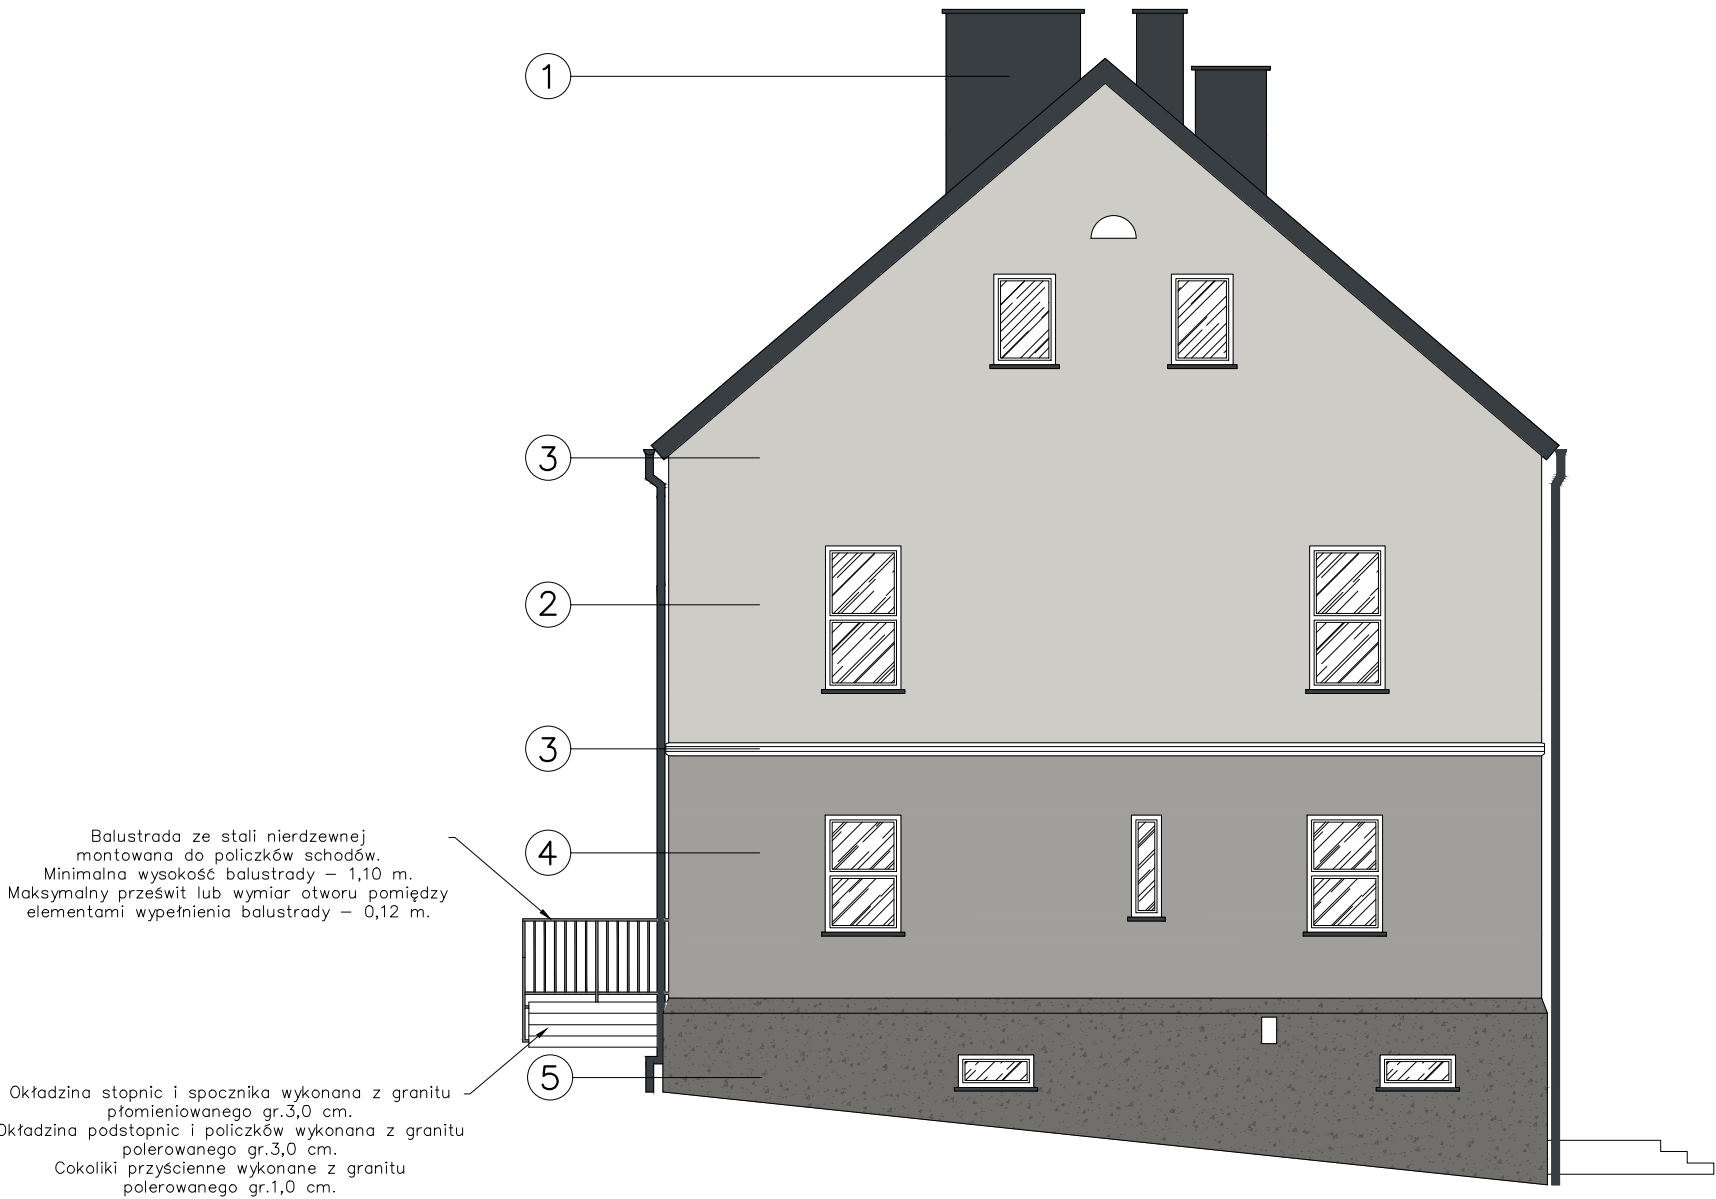 1
3
2
3
4
Balustrada ze stali nierdzewnej
montowana do policzków schodów.
Minimalna wysokość balustrady – 1,10 m.
Maksymalny prześwit lub wymiar otworu pomiędzy
elementami wypełnienia balustrady – 0,12 m.
5
Okładzina stopnic i spocznika wykonana z granitu
płomieniowanego gr.3,0 cm.
Okładzina podstopnic i policzków wykonana z granitu
polerowanego gr.3,0 cm.
Cokoliki przyścienne wykonane z granitu
polerowanego gr.1,0 cm.